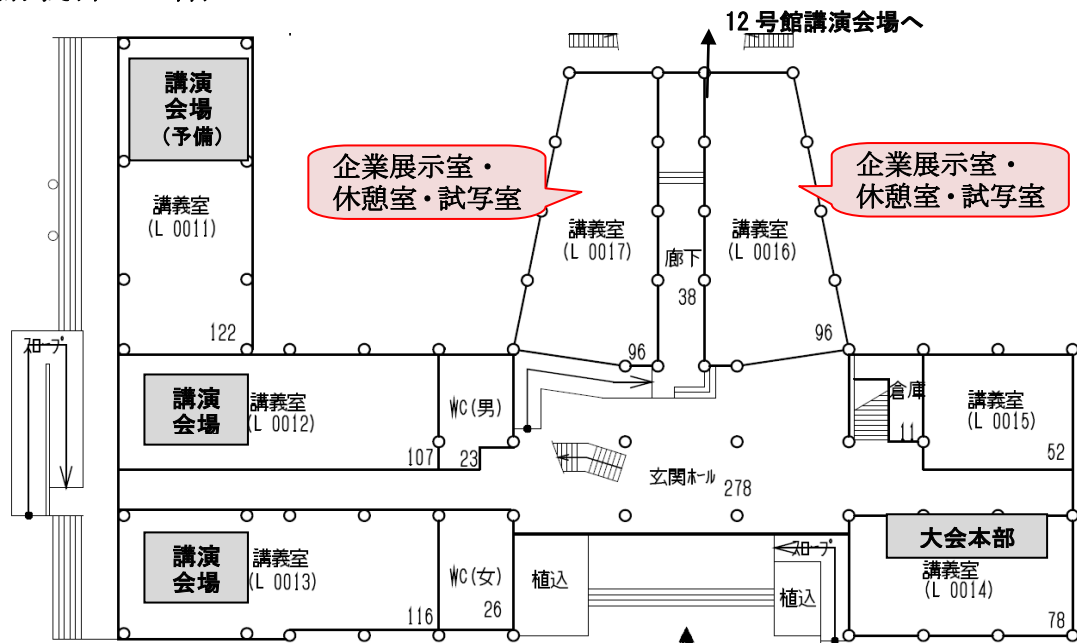 12 号館講演会場へ
講演
会場
(予備)
企業展示室・
休憩室・試写室
企業展示室・
休憩室・試写室
講義室
(L 0011)
122
講義室
(L 0017)
96
廊下
38
講義室
(L 0016)
96
スロープ
講演
会場
講義室
(L 0012)
107
WC(男)
23
倉庫
11
講義室
(L 0015)
52
玄関ホール
278
講演
会場
講義室
(L 0013)
116
WC(女)
26
植込
スロープ
植込
大会本部
講義室
(L 0014)
78